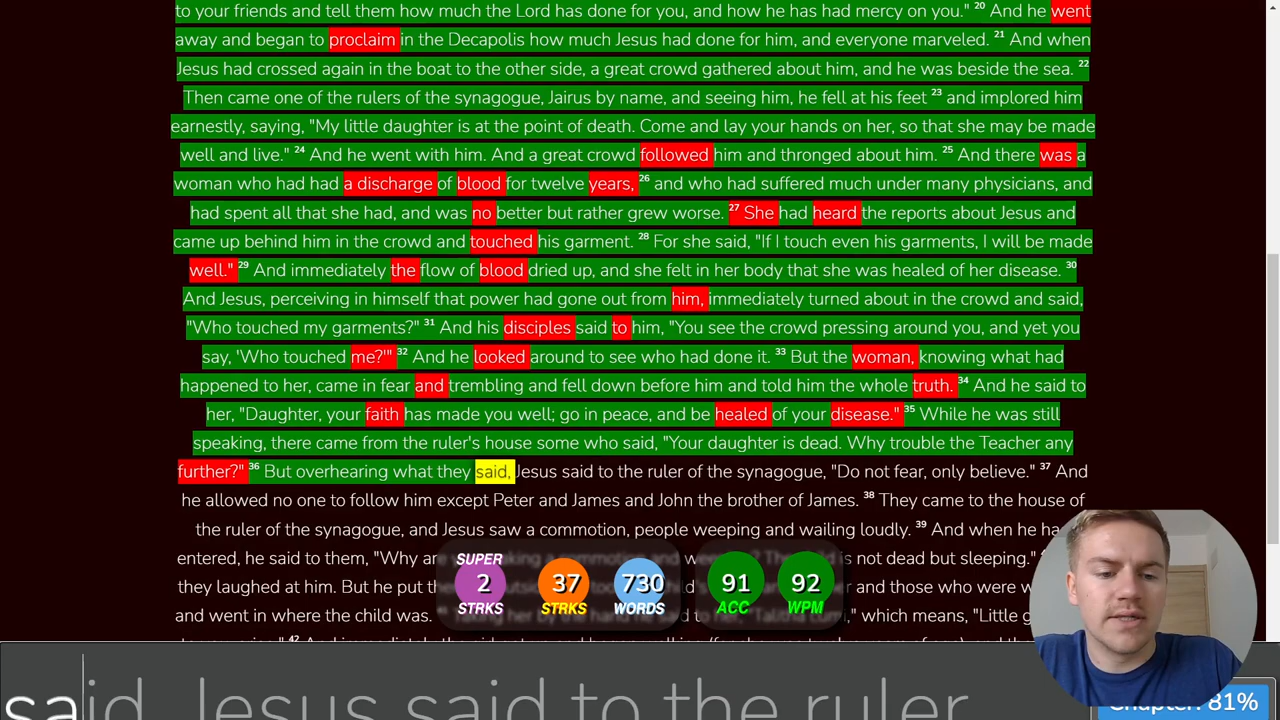 to your friends and tell them how much the Lord has done for you, and how he has had mercy on you." 20 And he went
away and began to proclaim in the Decapolis how much Jesus had done for him, and everyone marveled. 21 And when
Jesus had crossed again in the boat to the other side, a great crowd gathered about him, and he was beside the sea. 22
Then came one of the rulers of the synagogue, Jairus by name, and seeing him, he fell at his feet 23 and implored him
earnestly, saying, "My little daughter is at the point of death. Come and lay your hands on her, so that she may be made
well and live." 24 And he went with him. And a great crowd followed him and thronged about him. 25 And there was a
woman who had had a discharge of blood for twelve years, 26 and who had suffered much under many physicians, and
had spent all that she had, and was no better but rather grew worse. 27 She had heard the reports about Jesus and
came up behind him in the crowd and touched his garment. 28 For she said, "If I touch even his garments, I will be made
well." 29 And immediately the flow of blood dried up, and she felt in her body that she was healed of her disease. 30
And Jesus, perceiving in himself that power had gone out from him, immediately turned about in the crowd and said,
"Who touched my garments?" 31 And his disciples said to him, "You see the crowd pressing around you, and yet you
say, 'Who touched me?'" 32 And he looked around to see who had done it. 33 But the woman, knowing what had
happened to her, came in fear and trembling and fell down before him and told him the whole truth. 34 And he said to
her, "Daughter, your faith has made you well; go in peace, and be healed of your disease." 35 While he was still
speaking, there came from the ruler's house some who said, "Your daughter is dead. Why trouble the Teacher any
further?" 36 But overhearing what they said, Jesus said to the ruler of the synagogue, "Do not fear, only believe." 37 And
he allowed no one to follow him except Peter and James and John the brother of James. 38 They came to the house of
the ruler of the synagogue, and Jesus saw a commotion, people weeping and wailing loudly. 39 And when he ha
entered, he said to them, "Why are is not dead but sleeping."
they laughed at him. But he put th and those who were w
and went in where the child was. " which means, "Little
SUPER
2
STRKS
37
STRKS
730
WORDS
91
ACC
92
WPM
said, Jesus said to the ruler
Chapter: 81%